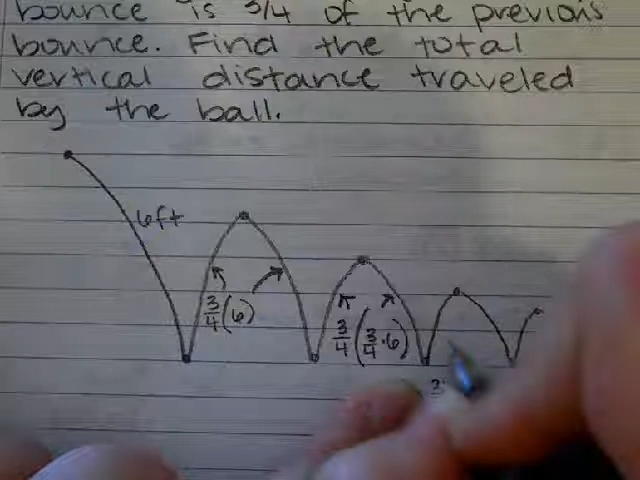 bounce is 3/4 of the previous
bounce. Find the total
vertical distance traveled
by the ball.
6ft
3/4(6)
3/4(3/4·6)
3